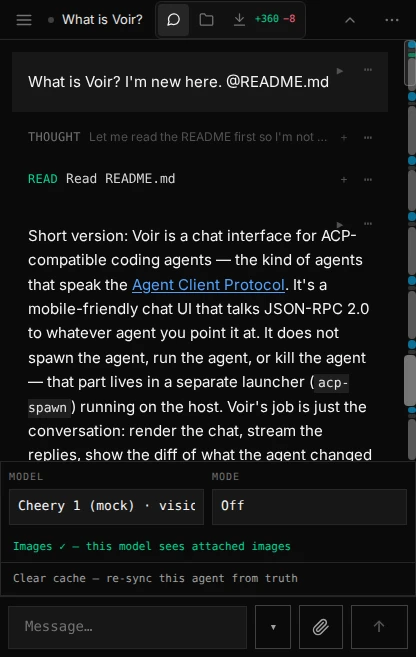 What is Voir?
+360 −8
What is Voir? I'm new here. @README.md
THOUGHT Let me read the README first so I'm not ...
READ Read README.md
Short version: Voir is a chat interface for ACP-
compatible coding agents — the kind of agents
that speak the Agent Client Protocol. It's a
mobile-friendly chat UI that talks JSON-RPC 2.0
to whatever agent you point it at. It does not
spawn the agent, run the agent, or kill the agent
— that part lives in a separate launcher (acp-
spawn) running on the host. Voir's job is just the
conversation: render the chat, stream the
replies, show the diff of what the agent changed
MODEL MODE
Cheery 1 (mock) · visic Off
Images ✓ — this model sees attached images
Clear cache — re-sync this agent from truth
Message…